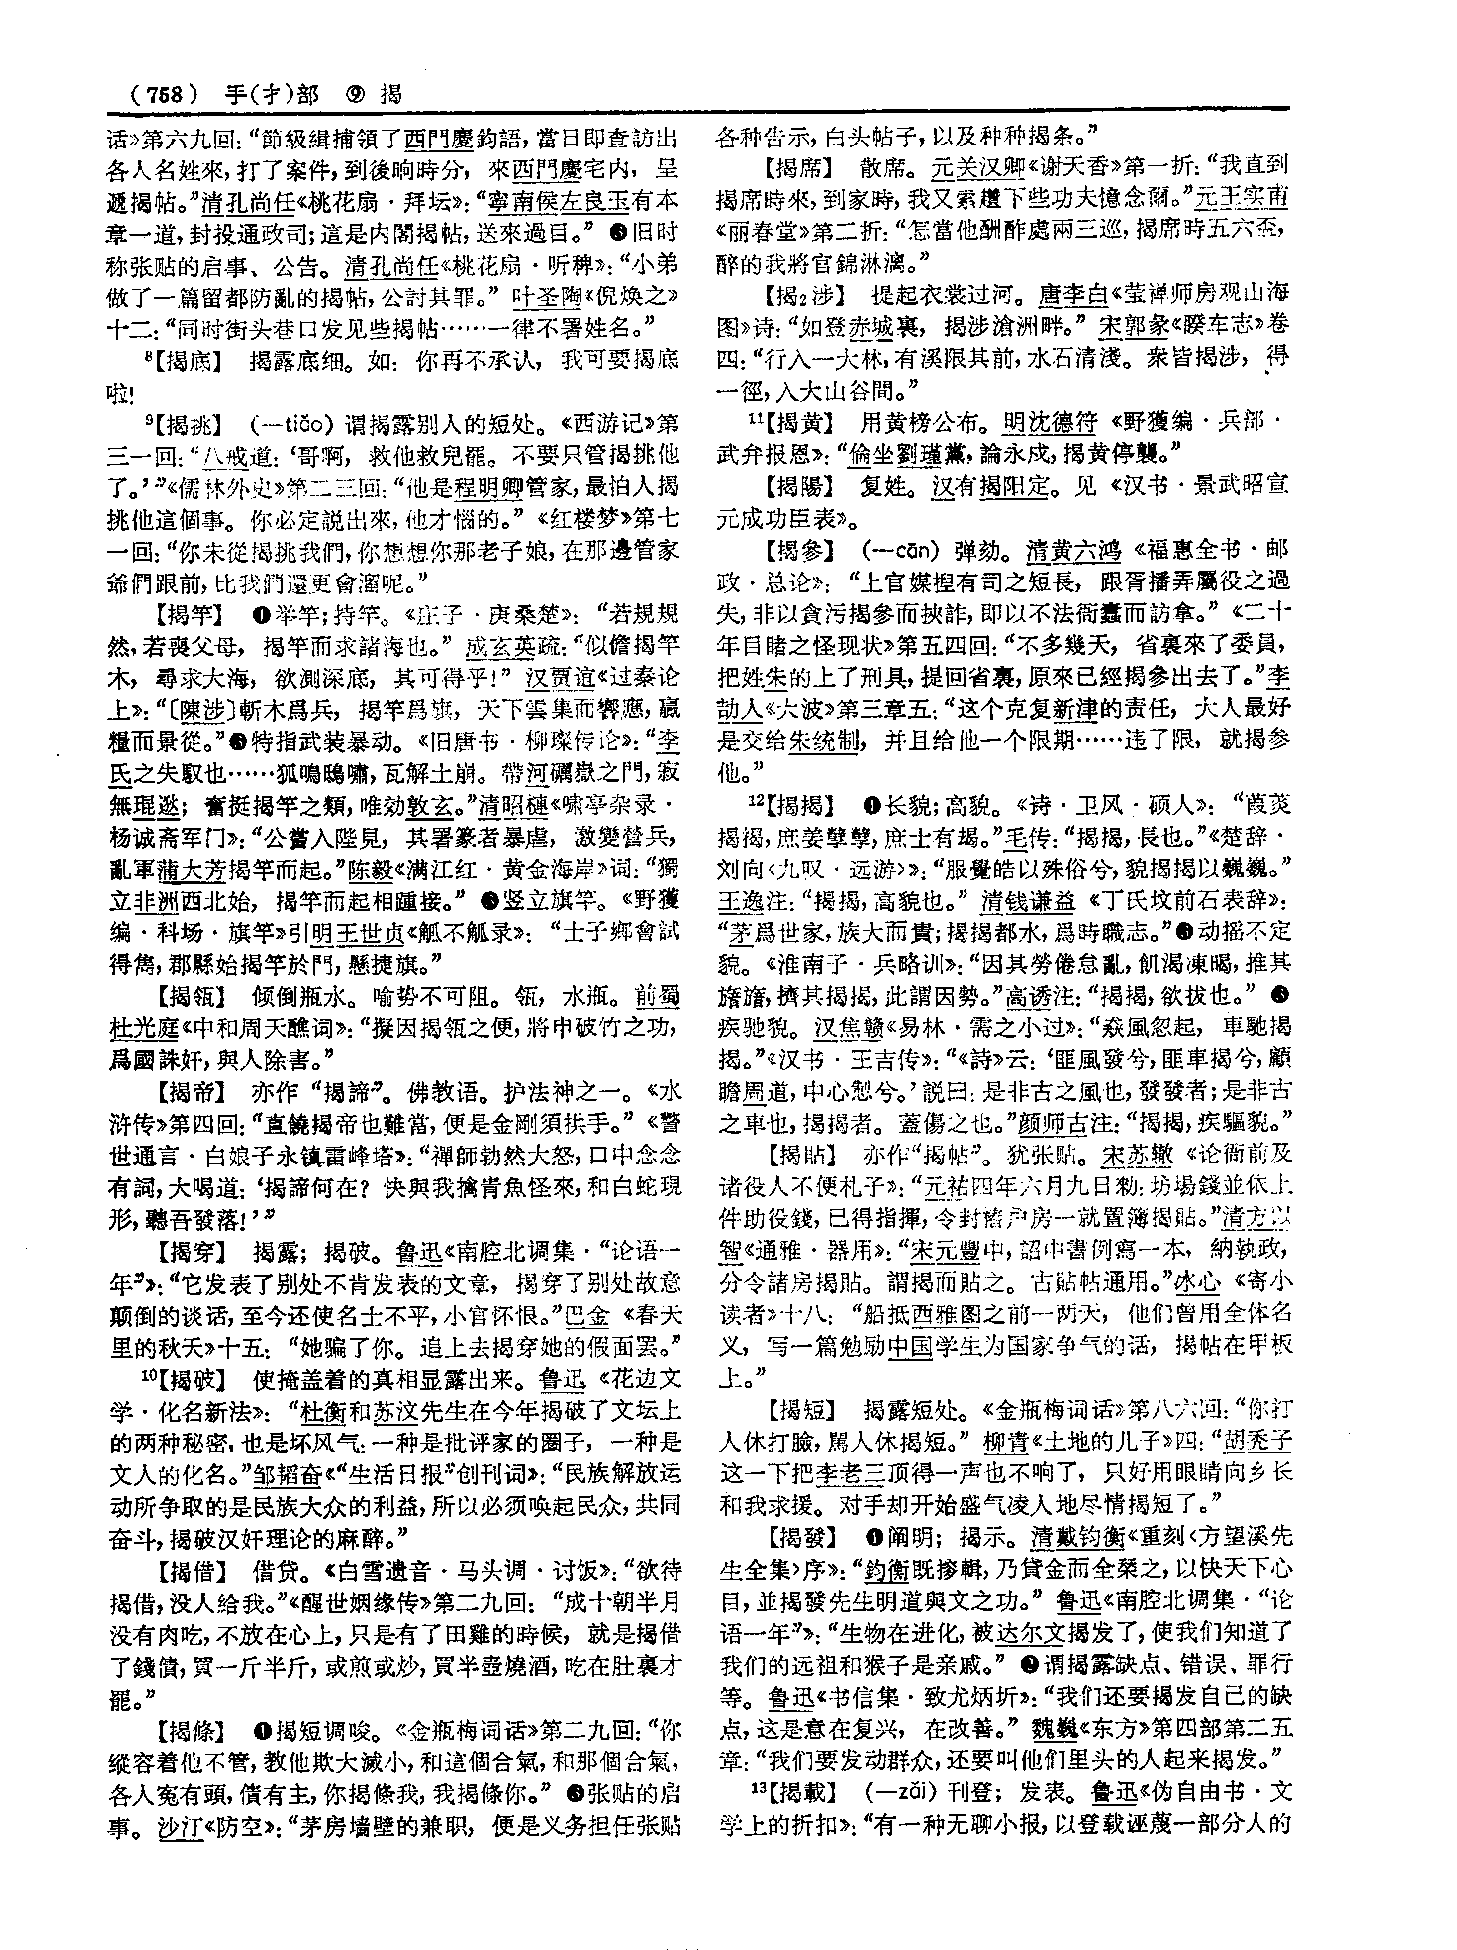 (758) 手(扌)部 ⑨ 揭
话》第六九回：“節級緝捕領了西門慶鈞語，當日即查訪出
各人名姓來，打了案件，到後晌時分，來西門慶宅内，呈
遞揭帖。”清孔尚任《桃花扇·拜坛》：“寧南侯左良玉有本
章一道，封投通政司；這是内閣揭帖，送來過目。” ❸旧时
称张贴的启事、公告。清孔尚任《桃花扇·听稗》：“小弟
做了一篇留都防亂的揭帖，公討其罪。” 叶圣陶《倪焕之》
十二：“同时街头巷口发见些揭帖……一律不署姓名。”
⁸【揭底】 揭露底细。如：你再不承认，我可要揭底
啦！
⁹【揭挑】 (—tiǎo) 谓揭露别人的短处。《西游记》第
三一回：“八戒道：‘哥啊，救他救兒罷。不要只管揭挑他
了。’”《儒林外史》第二三回：“他是程明卿管家，最怕人揭
挑他這個事。你必定説出來，他才惱的。”《红楼梦》第七
一回：“你未從揭挑我們，你想想你那老子娘，在那邊管家
爺們跟前，比我們還更會溜呢。”
【揭竿】 ❶举竿；持竿。《庄子·庚桑楚》：“若規規
然，若喪父母，揭竿而求諸海也。” 成玄英疏：“似儋揭竿
木，尋求大海，欲測深底，其可得乎！” 汉贾谊《过秦论
上》：“〔陳涉〕斬木爲兵，揭竿爲旗，天下雲集而響應，贏
糧而景從。”❷特指武装暴动。《旧唐书·柳璨传论》：“李
氏之失馭也……狐鳴鴟嘯，瓦解土崩。帶河礪嶽之門，寂
無琨逖；奮挺揭竿之類，唯効敦玄。”清昭槤《啸亭杂录·
杨诚斋军门》：“公嘗入陛見，其署篆者暴虐，激變營兵，
亂軍蒲大芳揭竿而起。”陈毅《满江红·黄金海岸》词：“獨
立非洲西北始，揭竿而起相踵接。” ❸竖立旗竿。《野獲
编·科场·旗竿》引明王世贞《觚不觚录》：“士子鄉會試
得雋，郡縣始揭竿於門，懸捷旗。”
【揭瓴】 倾倒瓶水。喻势不可阻。瓴，水瓶。前蜀
杜光庭《中和周天醮词》：“擬因揭瓴之便，將申破竹之功，
爲國誅奸，與人除害。”
【揭帝】 亦作“揭諦”。佛教语。护法神之一。《水
浒传》第四回：“直饒揭帝也難當，便是金剛須拱手。”《警
世通言·白娘子永镇雷峰塔》：“禪師勃然大怒，口中念念
有詞，大喝道：‘揭諦何在？快與我擒青魚怪來，和白蛇現
形，聽吾發落！’”
【揭穿】 揭露；揭破。鲁迅《南腔北调集·“论语一
年”》：“它发表了别处不肯发表的文章，揭穿了别处故意
颠倒的谈话，至今还使名士不平，小官怀恨。”巴金《春天
里的秋天》十五：“她骗了你。追上去揭穿她的假面罢。”
¹⁰【揭破】 使掩盖着的真相显露出来。鲁迅《花边文
学·化名新法》：“杜衡和苏汶先生在今年揭破了文坛上
的两种秘密，也是坏风气：一种是批评家的圈子，一种是
文人的化名。”邹韬奋《“生活日报”创刊词》：“民族解放运
动所争取的是民族大众的利益，所以必须唤起民众，共同
奋斗，揭破汉奸理论的麻醉。”
【揭借】 借贷。《白雪遗音·马头调·讨饭》：“欲待
揭借，没人给我。”《醒世姻缘传》第二九回：“成十朝半月
没有肉吃，不放在心上，只是有了田雞的時候，就是揭借
了錢債，買一斤半斤，或煎或炒，買半壺燒酒，吃在肚裏才
罷。”
【揭條】 ❶揭短调唆。《金瓶梅词话》第二九回：“你
縱容着他不管，教他欺大滅小，和這個合氣，和那個合氣，
各人冤有頭，債有主，你揭條我，我揭條你。” ❷张贴的启
事。沙汀《防空》：“茅房墙壁的兼职，便是义务担任张贴
各种告示，白头帖子，以及种种揭条。”
【揭席】 散席。元关汉卿《谢天香》第一折：“我直到
揭席時來，到家時，我又索趲下些功夫憶念爾。”元王实甫
《丽春堂》第二折：“怎當他酬酢處兩三巡，揭席時五六盃，
醉的我將官錦淋漓。”
【揭₂涉】 提起衣裳过河。唐李白《莹禅师房观山海
图》诗：“如登赤城裏，揭涉滄洲畔。” 宋郭彖《睽车志》卷
四：“行入一大林，有溪限其前，水石清淺。衆皆揭涉，得
一徑，入大山谷間。”
¹¹【揭黄】 用黄榜公布。明沈德符《野獲编·兵部·
武弁报恩》：“倫坐劉瑾黨，論永戍，揭黄停襲。”
【揭陽】 复姓。汉有揭阳定。见《汉书·景武昭宣
元成功臣表》。
【揭參】 (—cān) 弹劾。清黄六鸿《福惠全书·邮
政·总论》：“上官媒揑有司之短長，跟胥播弄屬役之過
失，非以貪污揭參而挾詐，即以不法衙蠹而訪拿。”《二十
年目睹之怪现状》第五四回：“不多幾天，省裏來了委員，
把姓朱的上了刑具，提回省裏，原來已經揭參出去了。”李
劼人《大波》第三章五：“这个克复新津的责任，大人最好
是交给朱统制，并且给他一个限期……违了限，就揭参
他。”
¹²【揭揭】 ❶长貌；高貌。《诗·卫风·硕人》：“葭菼
揭揭，庶姜孽孽，庶士有朅。”毛传：“揭揭，長也。”《楚辞·
刘向〈九叹·远游〉》：“服覺皓以殊俗兮，貌揭揭以巍巍。”
王逸注：“揭揭，高貌也。” 清钱谦益《丁氏坟前石表辞》：
“茅爲世家，族大而貴；揭揭都水，爲時職志。”❷动摇不定
貌。《淮南子·兵略训》：“因其勞倦怠亂，飢渴凍暍，推其
旝旝，擠其揭揭，此謂因勢。”高诱注：“揭揭，欲拔也。” ❸
疾驰貌。汉焦赣《易林·需之小过》：“猋風忽起，車馳揭
揭。”《汉书·王吉传》：“《詩》云：‘匪風發兮，匪車揭兮，顧
瞻周道，中心怛兮。’説曰：是非古之風也，發發者；是非古
之車也，揭揭者。蓋傷之也。”颜师古注：“揭揭，疾驅貌。”
【揭貼】 亦作“揭帖”。犹张贴。宋苏辙《论衙前及
诸役人不便札子》：“元祐四年六月九日勑：坊場錢並依上
件助役錢，已得指揮，令封樁户房一就置簿揭貼。”清方以
智《通雅·器用》：“宋元豐中，詔中書例寫一本，納執政，
分令諸房揭貼。謂揭而貼之。古貼帖通用。”冰心《寄小
读者》十八：“船抵西雅图之前一两天，他们曾用全体名
义，写一篇勉励中国学生为国家争气的话，揭帖在甲板
上。”
【揭短】 揭露短处。《金瓶梅词话》第八六回：“你打
人休打臉，駡人休揭短。” 柳青《土地的儿子》四：“胡秃子
这一下把李老三顶得一声也不响了，只好用眼睛向乡长
和我求援。对手却开始盛气凌人地尽情揭短了。”
【揭發】 ❶阐明；揭示。清戴钧衡《重刻〈方望溪先
生全集〉序》：“鈞衡既摻輯，乃貸金而全槧之，以快天下心
目，並揭發先生明道與文之功。” 鲁迅《南腔北调集·“论
语一年”》：“生物在进化，被达尔文揭发了，使我们知道了
我们的远祖和猴子是亲戚。” ❷谓揭露缺点、错误、罪行
等。鲁迅《书信集·致尤炳圻》：“我们还要揭发自己的缺
点，这是意在复兴，在改善。” 魏巍《东方》第四部第二五
章：“我们要发动群众，还要叫他们里头的人起来揭发。”
¹³【揭載】 (—zǎi) 刊登；发表。鲁迅《伪自由书·文
学上的折扣》：“有一种无聊小报，以登载诬蔑一部分人的